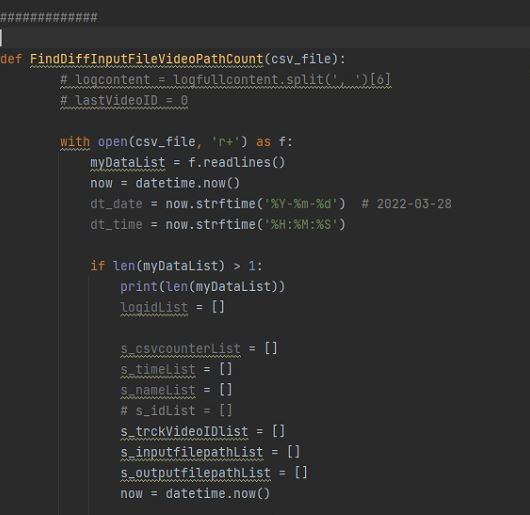 #############
def FindDiffInputFileVideoPathCount(csv_file):
# logcontent = logfullcontent.split(', ')[6]
# lastVideoID = 0
with open(csv_file, 'r+') as f:
myDataList = f.readlines()
now = datetime.now()
dt_date = now.strftime('%Y-%m-%d')  # 2022-03-28
dt_time = now.strftime('%H:%M:%S')
if len(myDataList) > 1:
print(len(myDataList))
logidList = []
s_csvcounterList = []
s_timeList = []
s_nameList = []
# s_idList = []
s_trckVideoIDlist = []
s_inputfilepathList = []
s_outputfilepathList = []
now = datetime.now()